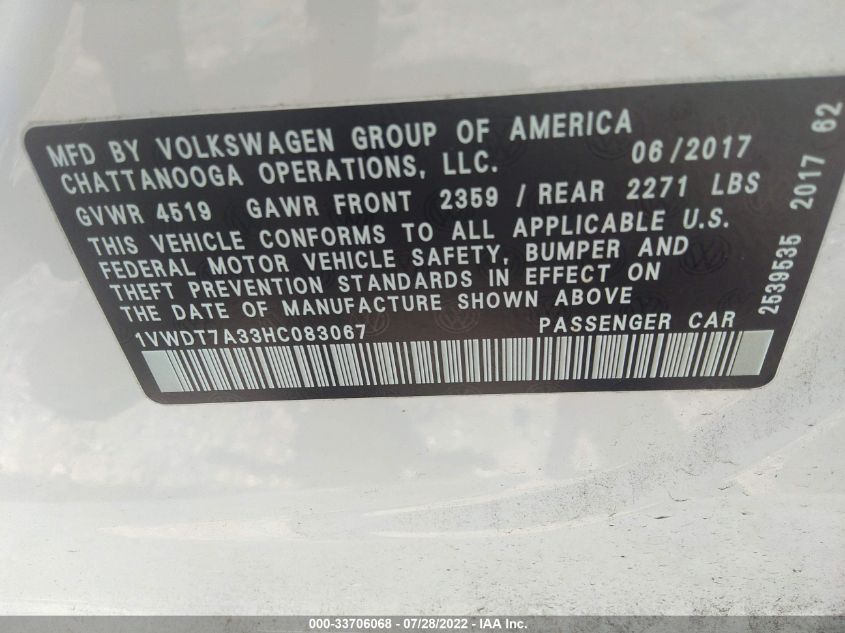 MFD BY VOLKSWAGEN GROUP OF AMERICA
CHATTANOOGA OPERATIONS, LLC. 06/2017
GVWR 4519 GAWR FRONT 2359 / REAR 2271 LBS
THIS VEHICLE CONFORMS TO ALL APPLICABLE U.S.
FEDERAL MOTOR VEHICLE SAFETY, BUMPER AND
THEFT PREVENTION STANDARDS IN EFFECT ON
THE DATE OF MANUFACTURE SHOWN ABOVE
1VWDT7A33HC083067 PASSENGER CAR
2539535 2017 62
000-33706068 - 07/28/2022 - Copyright © 2022 IAA, Inc.